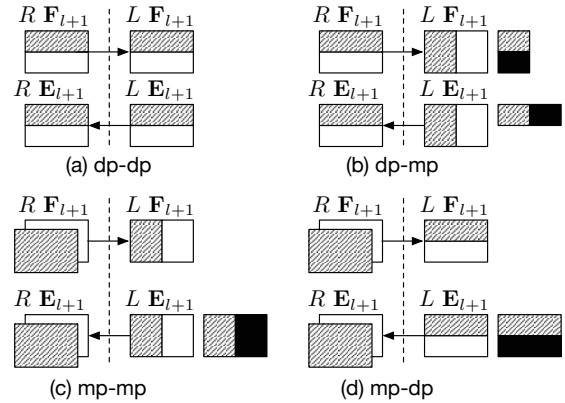 R F_{l+1} L F_{l+1}
R E_{l+1} L E_{l+1}
(a) dp-dp
R F_{l+1} L F_{l+1}
R E_{l+1} L E_{l+1}
(b) dp-mp
R F_{l+1} L F_{l+1}
R E_{l+1} L E_{l+1}
(c) mp-mp
R F_{l+1} L F_{l+1}
R E_{l+1} L E_{l+1}
(d) mp-dp